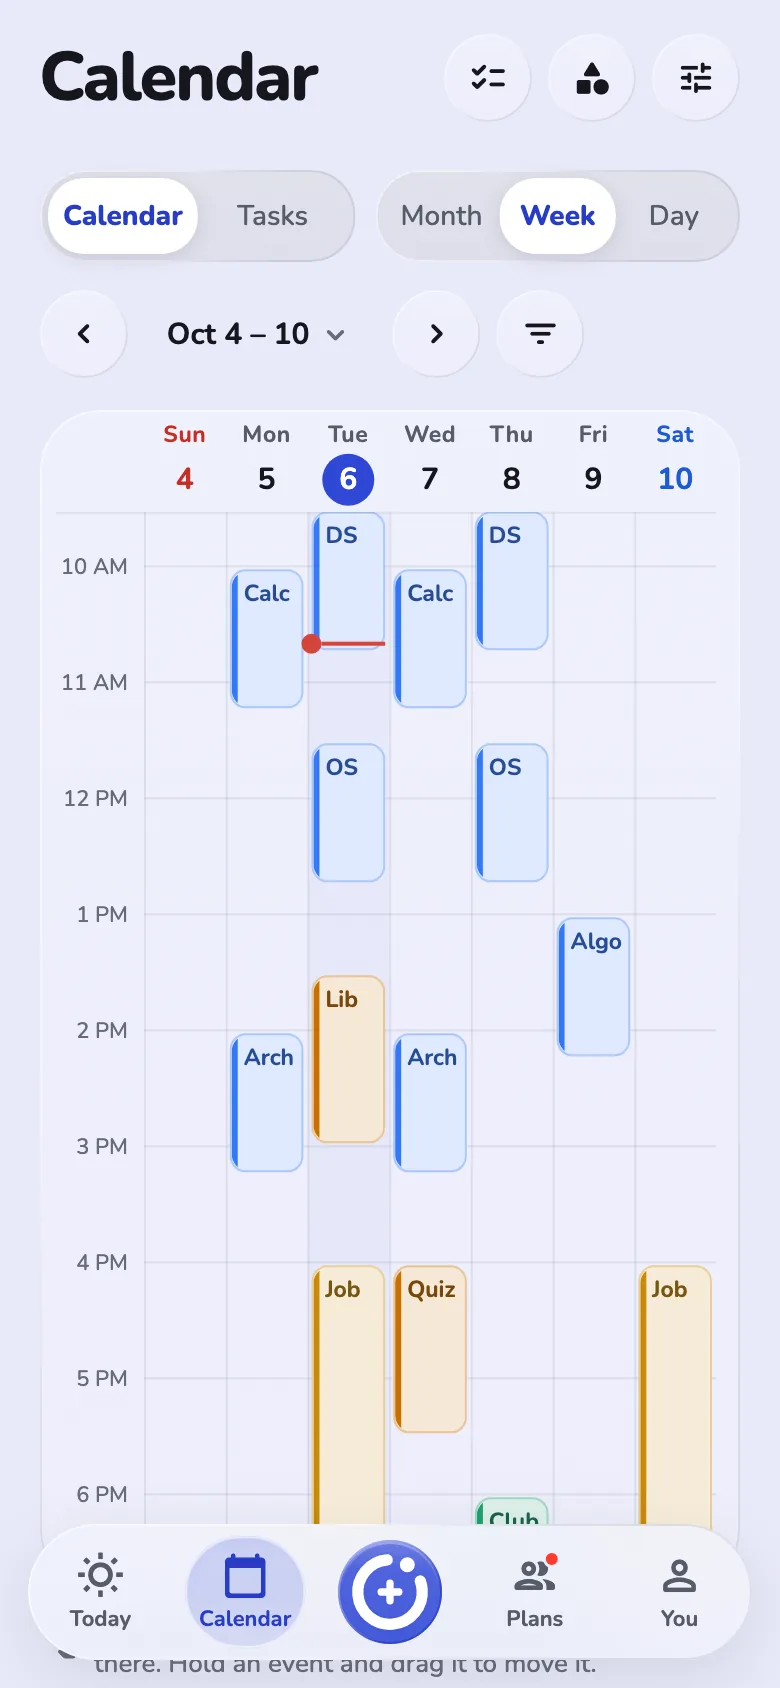 Calendar
Calendar Tasks Month Week Day
Oct 4 – 10
Sun Mon Tue Wed Thu Fri Sat
4 5 6 7 8 9 10
DS DS
10 AM
Calc Calc
11 AM
OS OS
12 PM
1 PM
Algo
Lib
2 PM
Arch Arch
3 PM
4 PM
Job Quiz Job
5 PM
6 PM
Club
Today Calendar Plans You
there. Hold an event and drag it to move it.